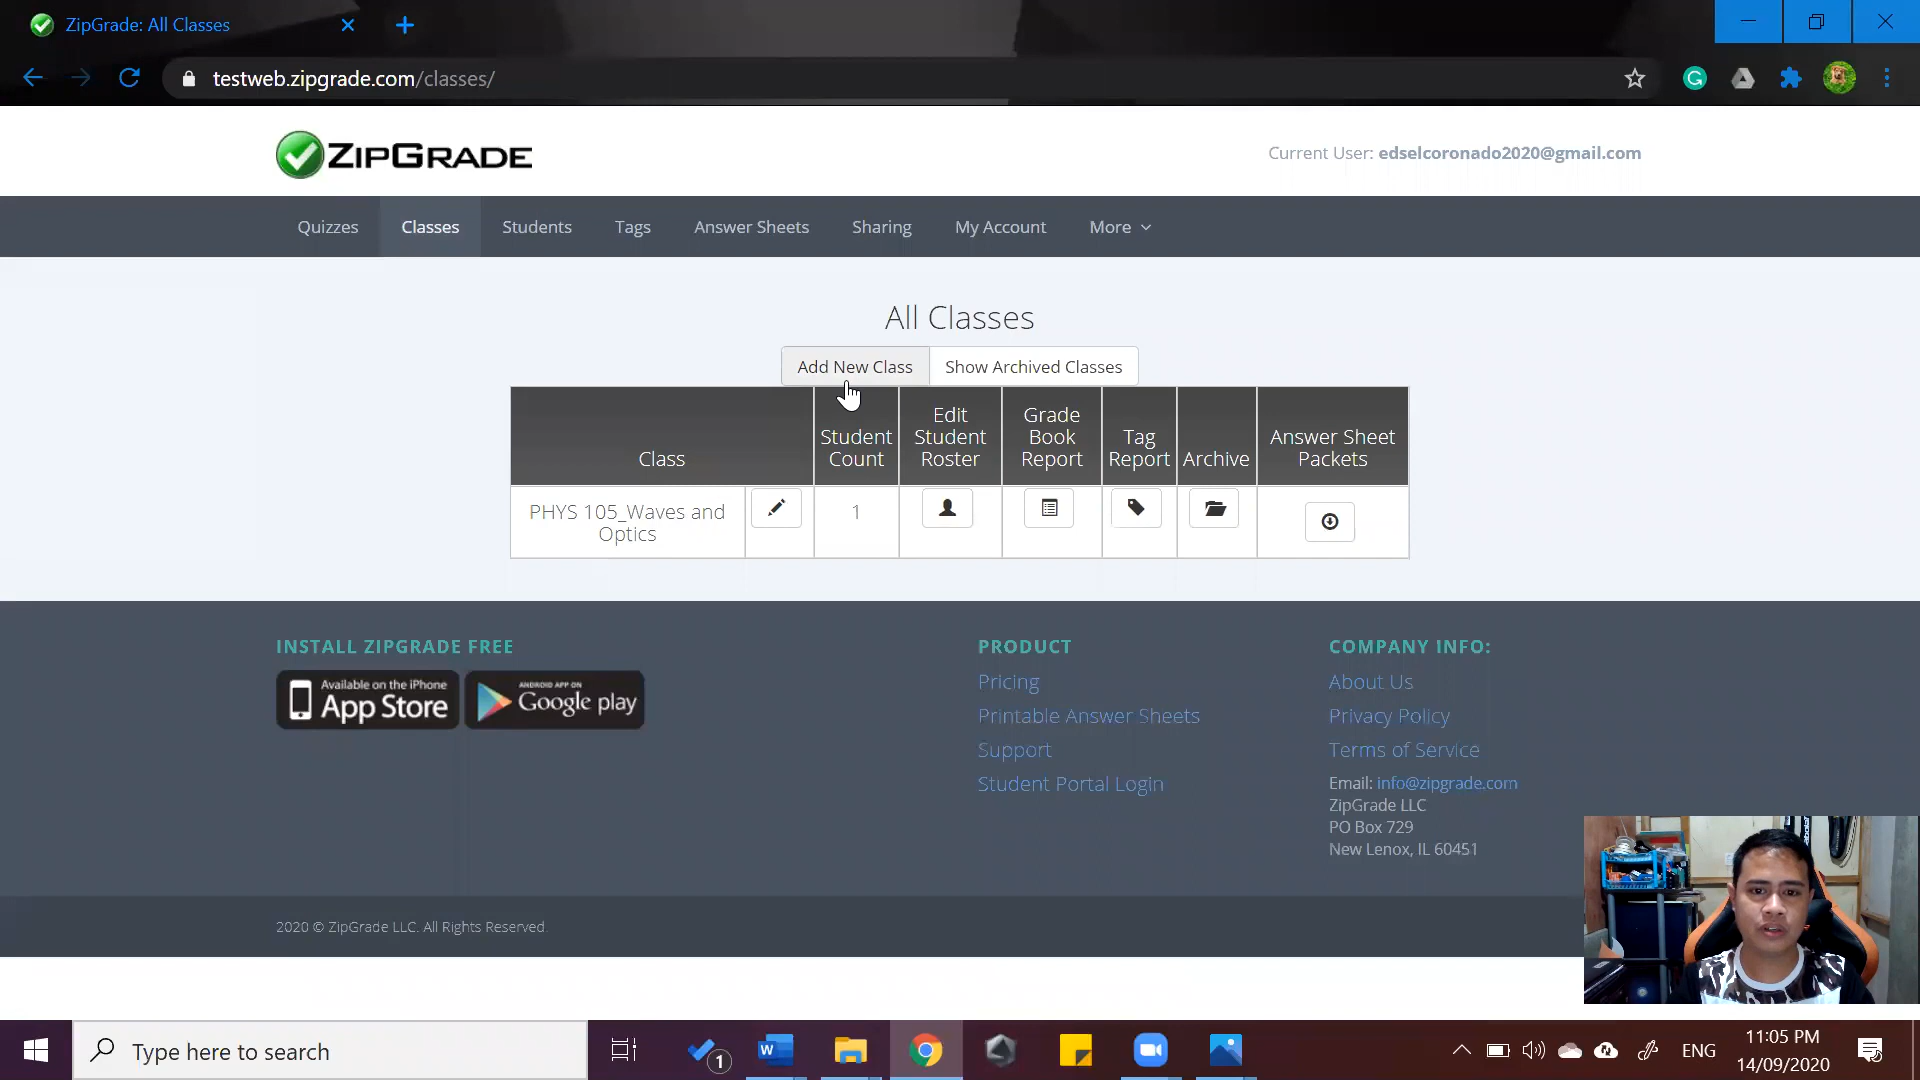 ZipGrade: All Classes
testweb.zipgrade.com/classes/
ZIPGRADE
Current User: edselcoronado2020@gmail.com
Quizzes Classes Students Tags Answer Sheets Sharing My Account More
All Classes
Add New Class Show Archived Classes
Class
Student
Count
Edit
Student
Roster
Grade
Book
Report
Tag
Report
Archive
Answer Sheet
Packets
PHYS 105_Waves and
Optics
1
INSTALL ZIPGRADE FREE
Available on the iPhone
App Store
ANDROID APP ON
Google play
PRODUCT
Pricing
Printable Answer Sheets
Support
Student Portal Login
COMPANY INFO:
About Us
Privacy Policy
Terms of Service
Email: info@zipgrade.com
ZipGrade LLC
PO Box 729
New Lenox, IL 60451
2020 © ZipGrade LLC. All Rights Reserved.
Type here to search
1
W
ENG
11:05 PM
14/09/2020